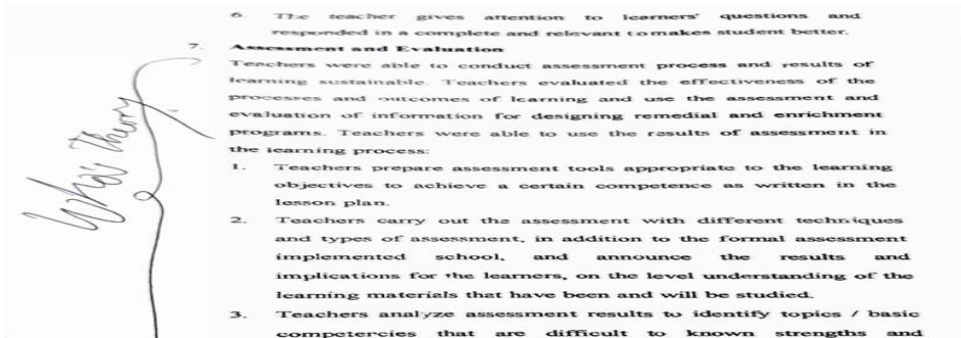 6. The teacher gives attention to learners' questions and
responded in a complete and relevant to makes student better.
7. Assessment and Evaluation
Teachers were able to conduct assessment process and results of
learning sustainable. Teachers evaluated the effectiveness of the
processes and outcomes of learning and use the assessment and
evaluation of information for designing remedial and enrichment
programs. Teachers were able to use the results of assessment in
the learning process:
1. Teachers prepare assessment tools appropriate to the learning
objectives to achieve a certain competence as written in the
lesson plan.
2. Teachers carry out the assessment with different techniques
and types of assessment, in addition to the formal assessment
implemented school, and announce the results and
implications for the learners, on the level understanding of the
learning materials that have been and will be studied.
3. Teachers analyze assessment results to identify topics / basic
competercies that are difficult to known strengths and